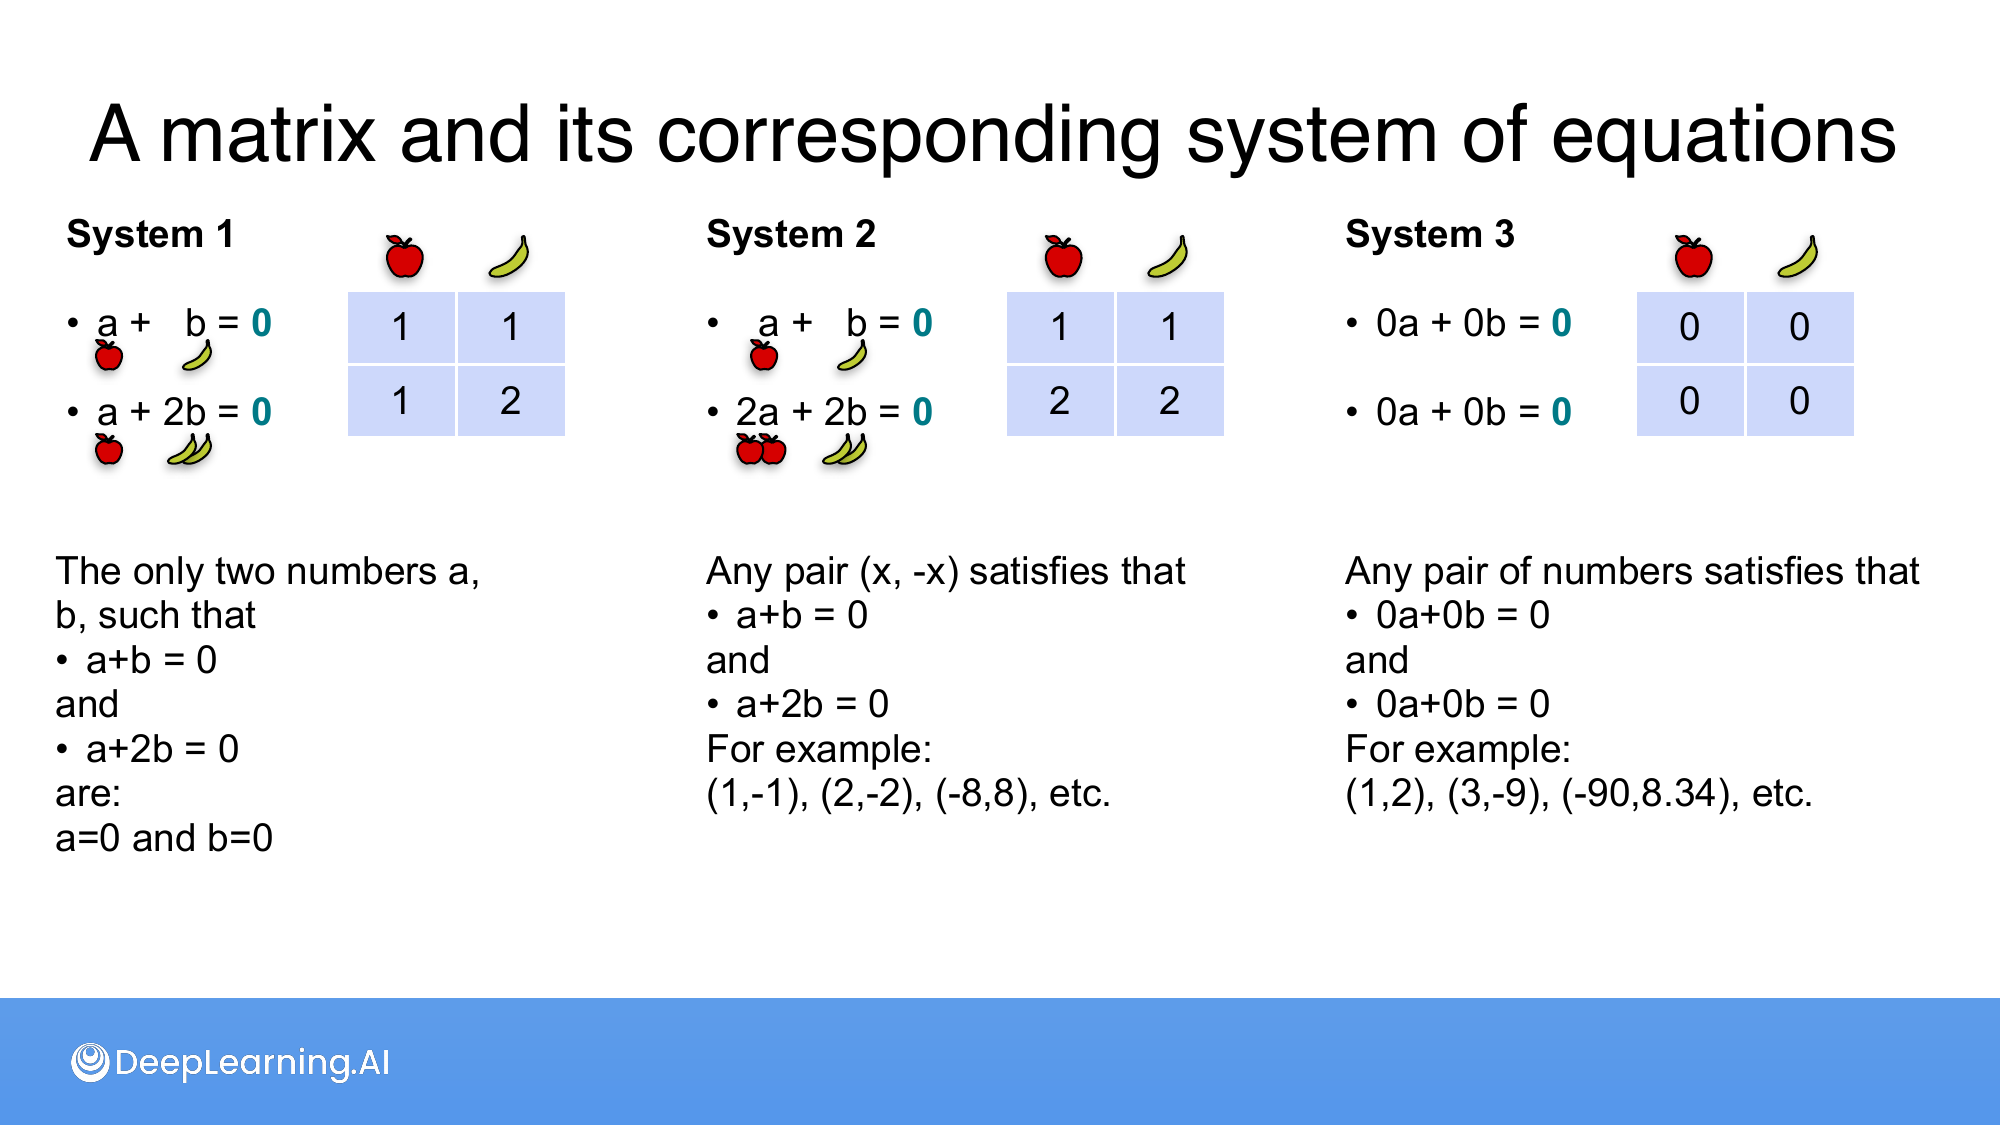 A matrix and its corresponding system of equations
System 1
• a + b = 0
• a + 2b = 0
1 1
1 2
The only two numbers a,
b, such that
• a+b = 0
and
• a+2b = 0
are:
a=0 and b=0
System 2
• a + b = 0
• 2a + 2b = 0
1 1
2 2
Any pair (x, -x) satisfies that
• a+b = 0
and
• a+2b = 0
For example:
(1,-1), (2,-2), (-8,8), etc.
System 3
• 0a + 0b = 0
• 0a + 0b = 0
0 0
0 0
Any pair of numbers satisfies that
• 0a+0b = 0
and
• 0a+0b = 0
For example:
(1,2), (3,-9), (-90,8.34), etc.
DeepLearning.AI